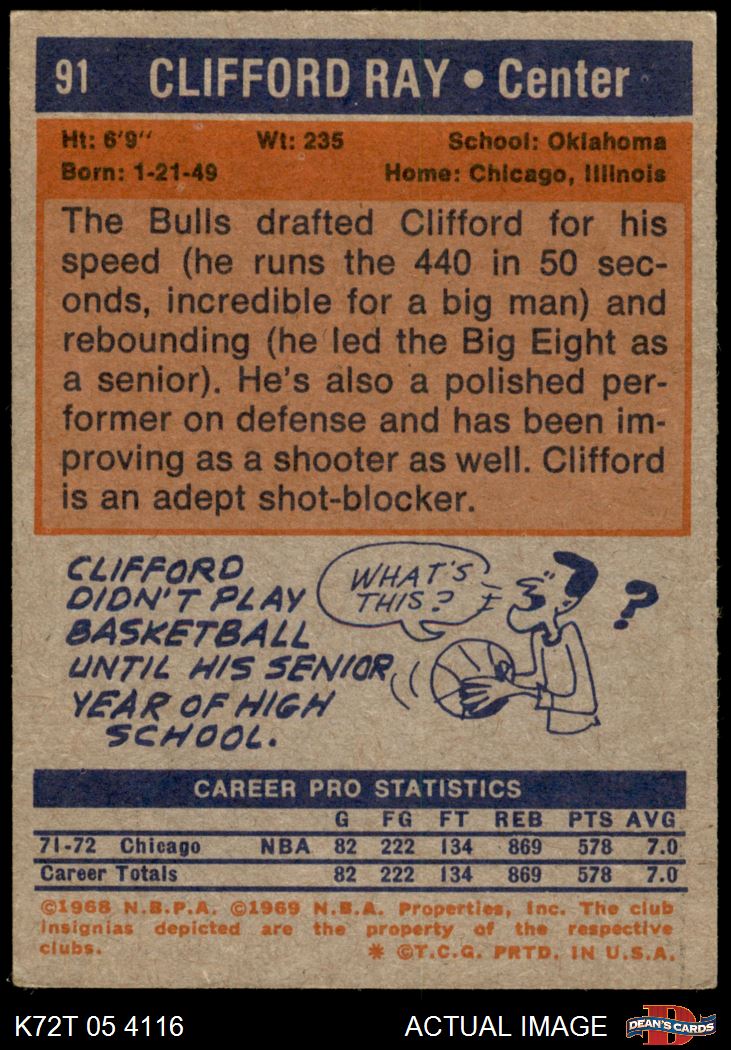 91 CLIFFORD RAY • Center
Ht: 6'9" Wt: 235 School: Oklahoma
Born: 1-21-49 Home: Chicago, Illinois
The Bulls drafted Clifford for his
speed (he runs the 440 in 50 sec-
onds, incredible for a big man) and
rebounding (he led the Big Eight as
a senior). He's also a polished per-
former on defense and has been im-
proving as a shooter as well. Clifford
is an adept shot-blocker.
CLIFFORD
DIDN'T PLAY
BASKETBALL
UNTIL HIS SENIOR
YEAR OF HIGH
SCHOOL.
WHAT'S
THIS?
?
CAREER PRO STATISTICS
G FG FT REB PTS AVG
71-72 Chicago NBA 82 222 134 869 578 7.0
Career Totals 82 222 134 869 578 7.0
©1968 N.B.P.A. ©1969 N.B.A. Properties, Inc. The club
insignias depicted are the property of the respective
clubs. * ©T.C.G. PRTD. IN U.S.A.
K72T 05 4116 ACTUAL IMAGE D DEAN'S CARDS